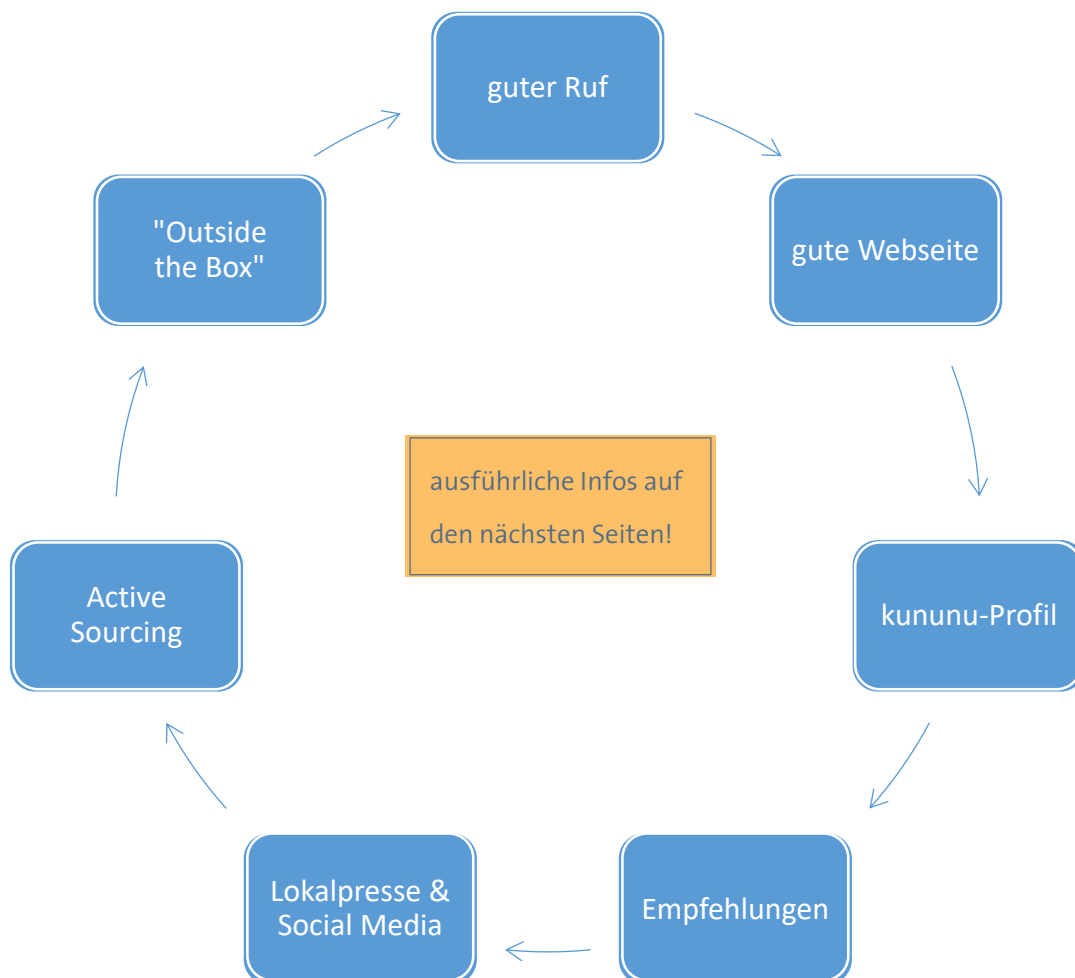 guter Ruf
gute Webseite
kununu-Profil
Empfehlungen
Lokalpresse &
Social Media
Active
Sourcing
"Outside
the Box"
ausführliche Infos auf
den nächsten Seiten!